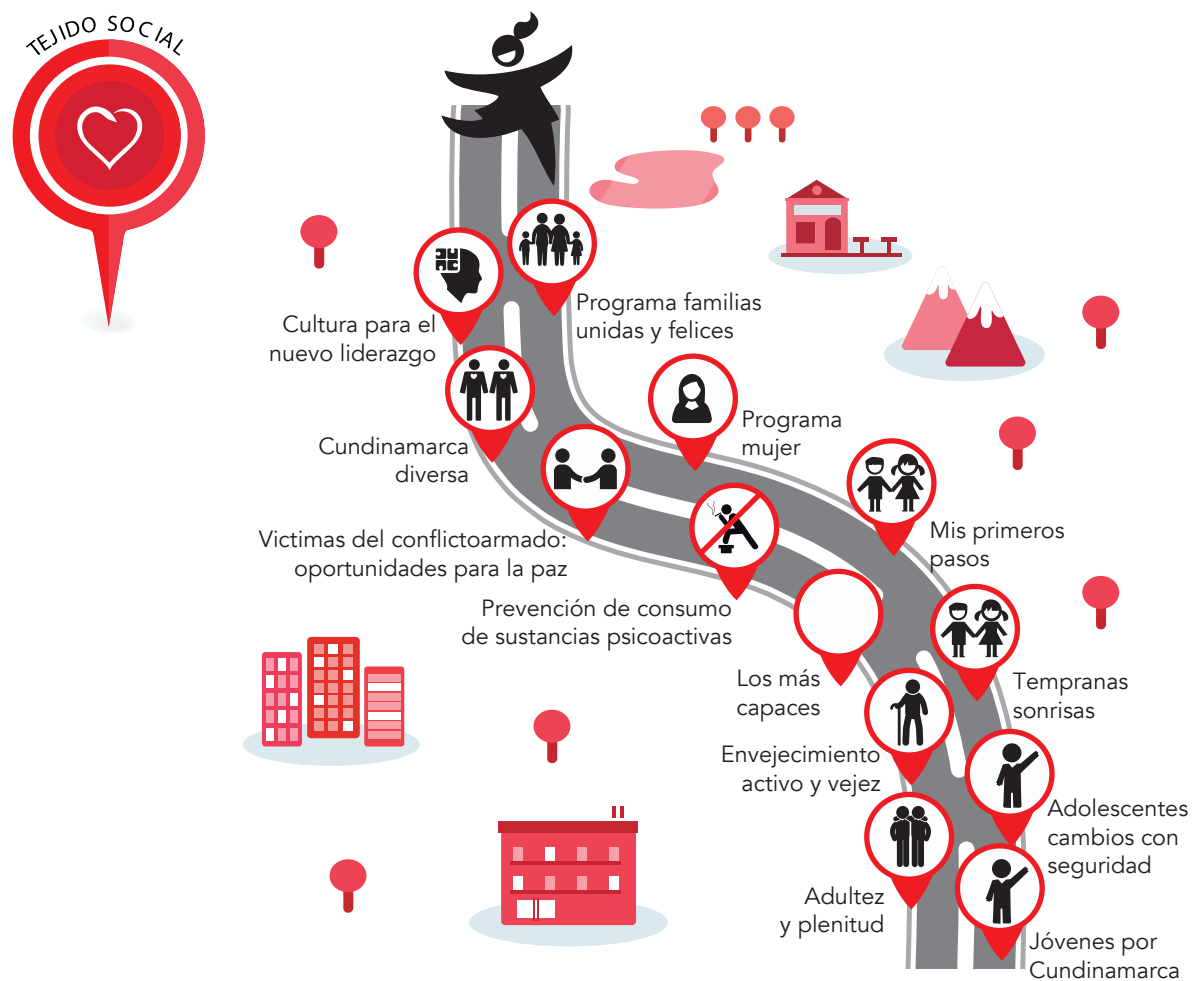 TEJIDO SOCIAL
Programa familias
unidas y felices
Cultura para el
nuevo liderazgo
Programa
mujer
Cundinamarca
diversa
Mis primeros
pasos
Victimas del conflictoarmado:
oportunidades para la paz
Prevención de consumo
de sustancias psicoactivas
Los más
capaces
Tempranas
sonrisas
Envejecimiento
activo y vejez
Adolescentes
cambios con
seguridad
Adultez
y plenitud
Jóvenes por
Cundinamarca